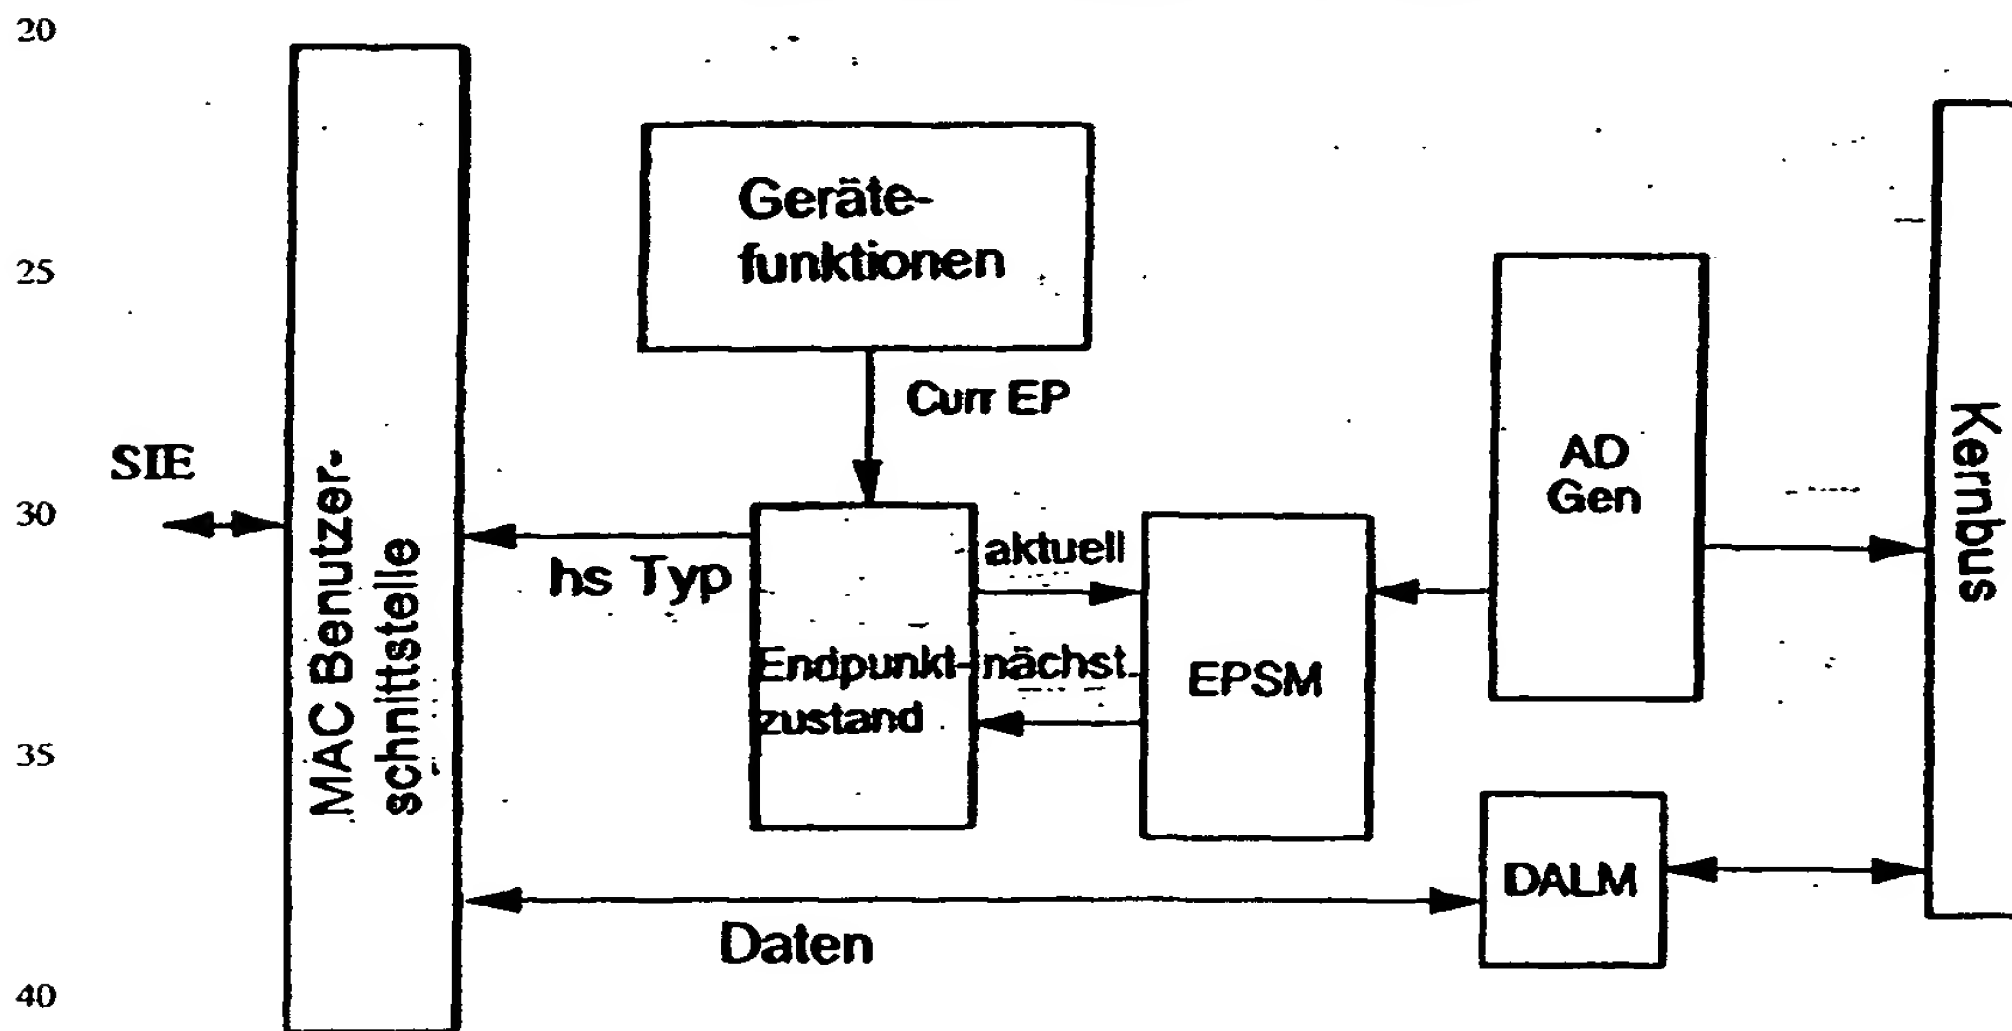 20
Geräte-
funktionen
25
Curr EP
SIE
MAC Benutzer-
schnittstelle
AD
Gen
Kernbus
30
hs Typ
aktuell
Endpunkt-
zustand
nächst
EPSM
35
DALM
Daten
40